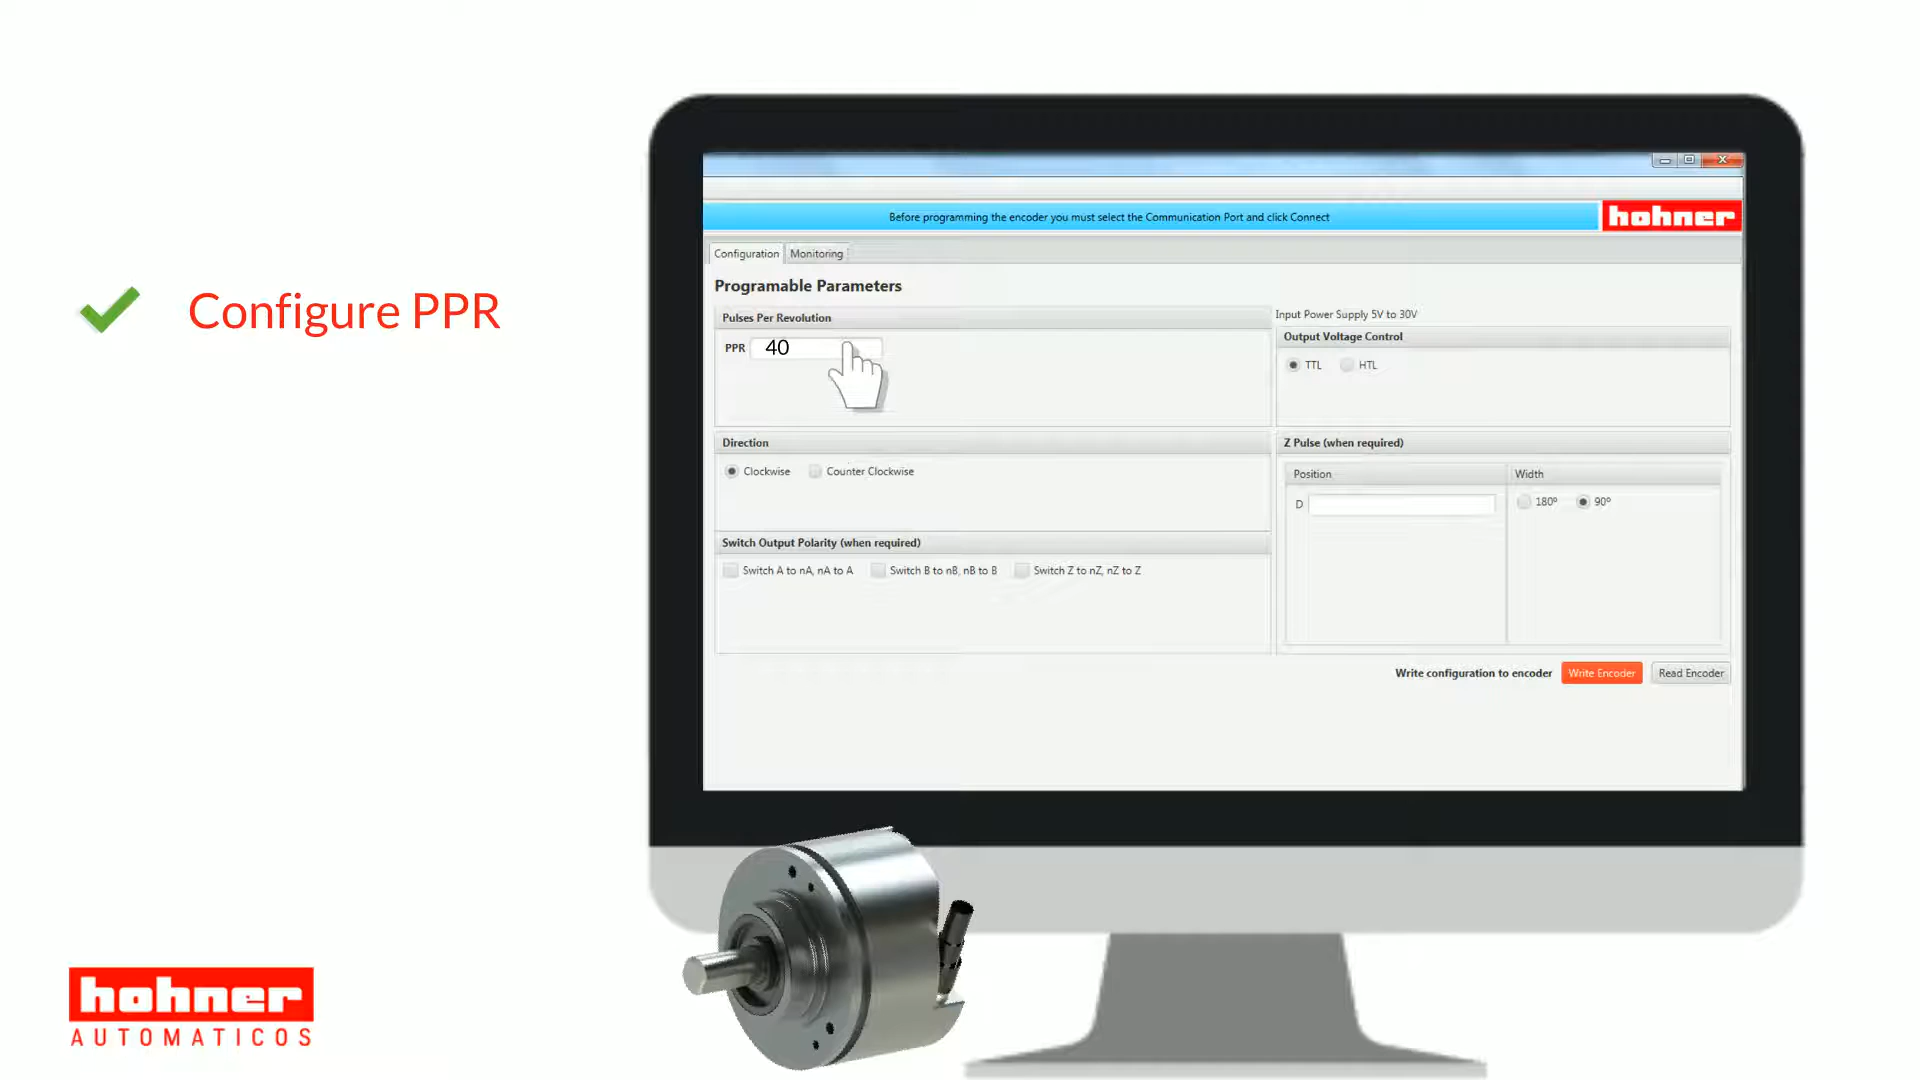 Configure PPR
Before programming the encoder you must select the Communication Port and click Connect
hohner
Configuration
Monitoring
Programable Parameters
Pulses Per Revolution
PPR 40
Input Power Supply 5V to 30V
Output Voltage Control
TTL HTL
Direction
Clockwise Counter Clockwise
Z Pulse (when required)
Position
D
Width
180º 90º
Switch Output Polarity (when required)
Switch A to nA, nA to A Switch B to nB, nB to B Switch Z to nZ, nZ to Z
Write configuration to encoder Write Encoder Read Encoder
hohner
AUTOMATICOS